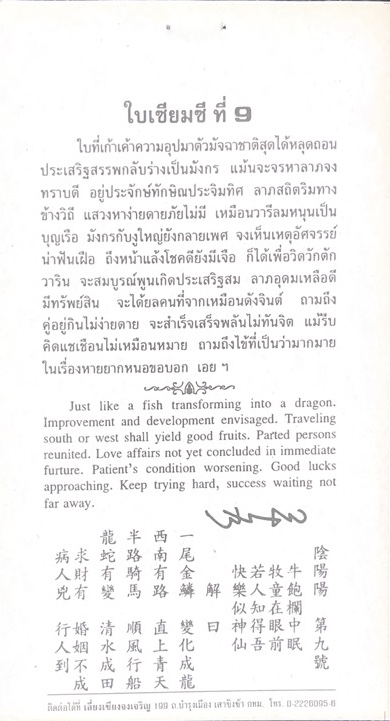 ใบเซียมซี ที่ 9
ใบที่เก้าเค้าความอุปมาตัวมัจฉาชาติสุดได้หลุดถอน
ประเสริฐสรรพกลับร่างเป็นมังกร แม้นจะจรหาลาภจง
ทราบดี อยู่ประจักษ์ทักษิณประจิมทิศ ลาภสถิตริมทาง
ข้างวิถี แสวงหาง่ายดายภัยไม่มี เหมือนวารีลมหนุนเป็น
บุญเรือ มังกรกับงูใหญ่ยังกลายเพศ จงเห็นเหตุอัศจรรย์
น่าฟั่นเฝือ ถึงหน้าแล้งโชคดียังมีเจือ ก็ได้เพื่อวิดวักตัก
วาริน จะสมบูรณ์พูนเกิดประเสริฐสม ลาภอุดมเหลือดี
มีทรัพย์สิน จะได้ยลคนที่จากเหมือนดังจินต์ ถามถึง
คู่อยู่กินไม่ง่ายดาย จะสำเร็จเสร็จพลันไม่ทันจิต แม้รีบ
คิดแชเชือนไม่เหมือนหมาย ถามถึงไข้ที่เป็นว่ามากมาย
ในเรื่องหายยากหนอขอบอก เอย ฯ
Just like a fish transforming into a dragon.
Improvement and development envisaged. Traveling
south or west shall yield good fruits. Parted persons
reunited. Love affairs not yet concluded in immediate
furture. Patient's condition worsening. Good lucks
approaching. Keep trying hard, success waiting not
far away.
陰陽陽第九號
牛飽欄中眠
牧童在眼前
若人知得吾
快樂似神仙
解曰
一尾金鱗變化成龍
西南有路直上青天
半路騎馬順風行船
龍蛇有變清水成田
求財有婚姻不成
病人兇行人到
ติดต่อได้ที่ เลี่ยงเซียงจงเจริญ 199 ถ.บำรุงเมือง เสาชิงช้า กทม. โทร. 0-2226095-6